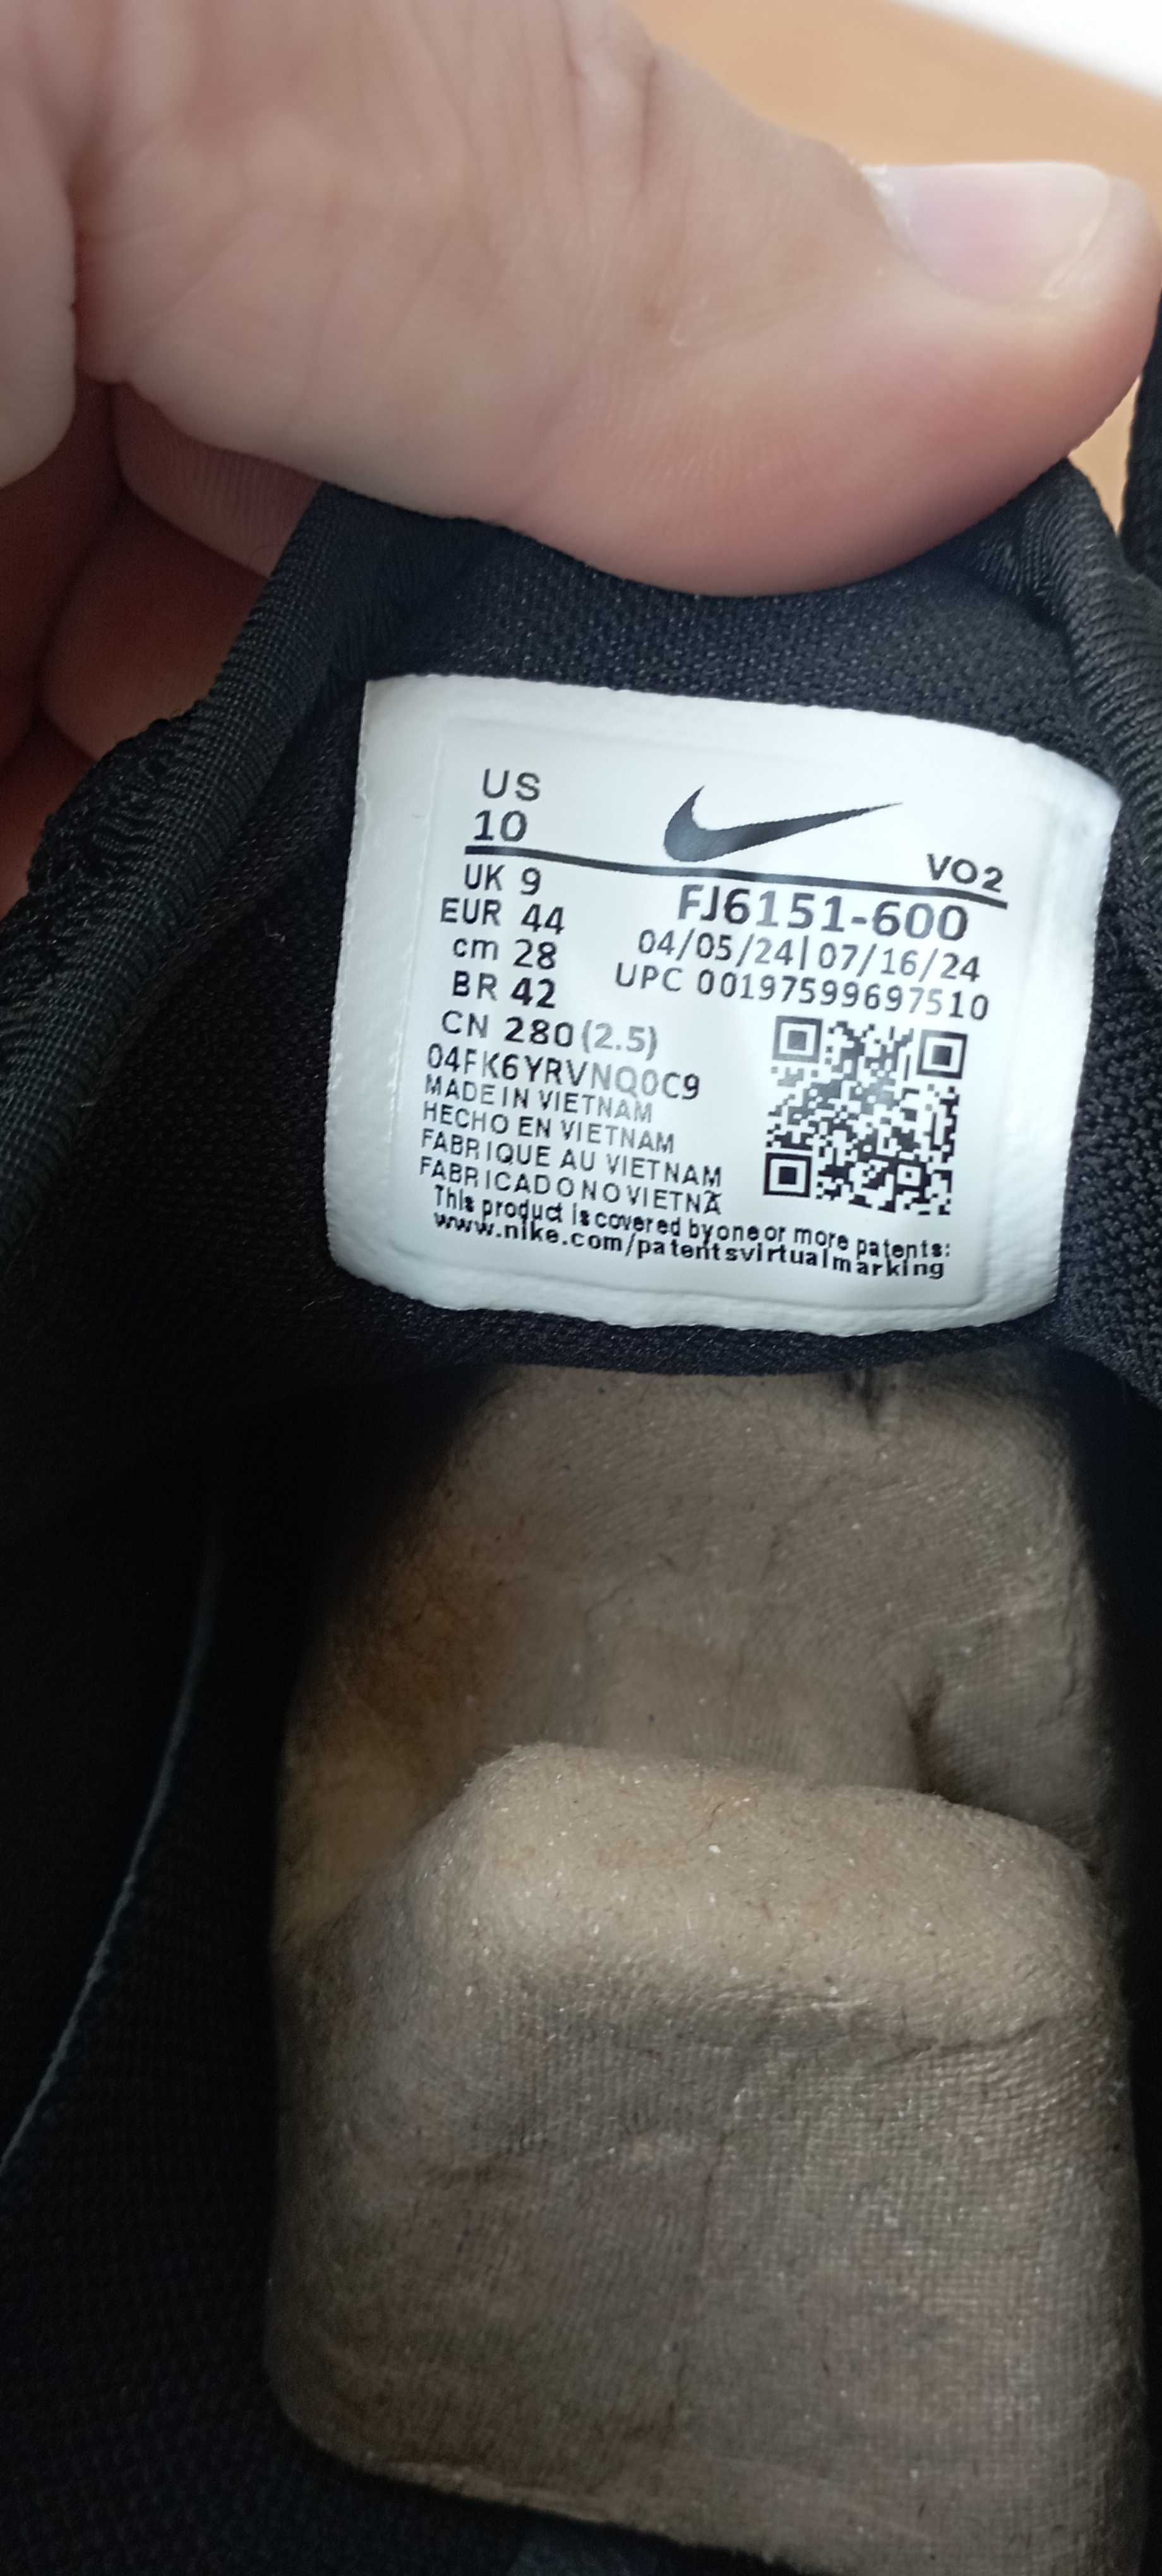 US
10
VO2
UK 9
FJ6151-600
EUR 44
04/05/24|07/16/24
cm 28
UPC 00197599697510
BR 42
CN 280(2.5)
04FK6YRVNQ0C9
MADE IN VIETNAM
HECHO EN VIETNAM
FABRIQUE AU VIETNAM
FABRICADO NO VIETNÃ
This product is covered by one or more patents:
www.nike.com/patentsvirtualmarking